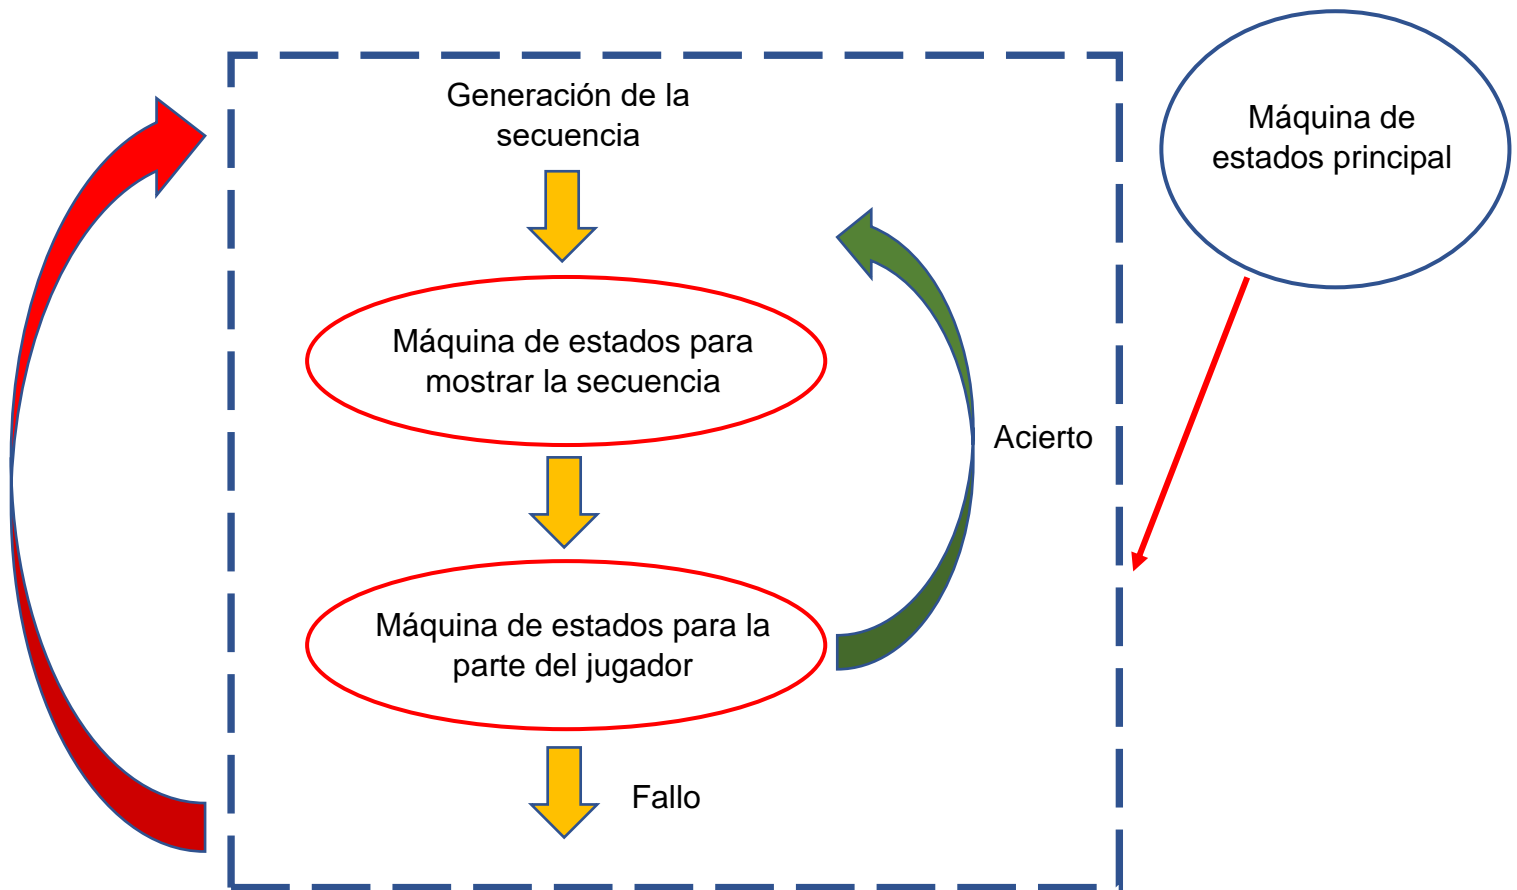 Generación de la
secuencia
Máquina de
estados principal
Máquina de estados para
mostrar la secuencia
Acierto
Máquina de estados para la
parte del jugador
Fallo